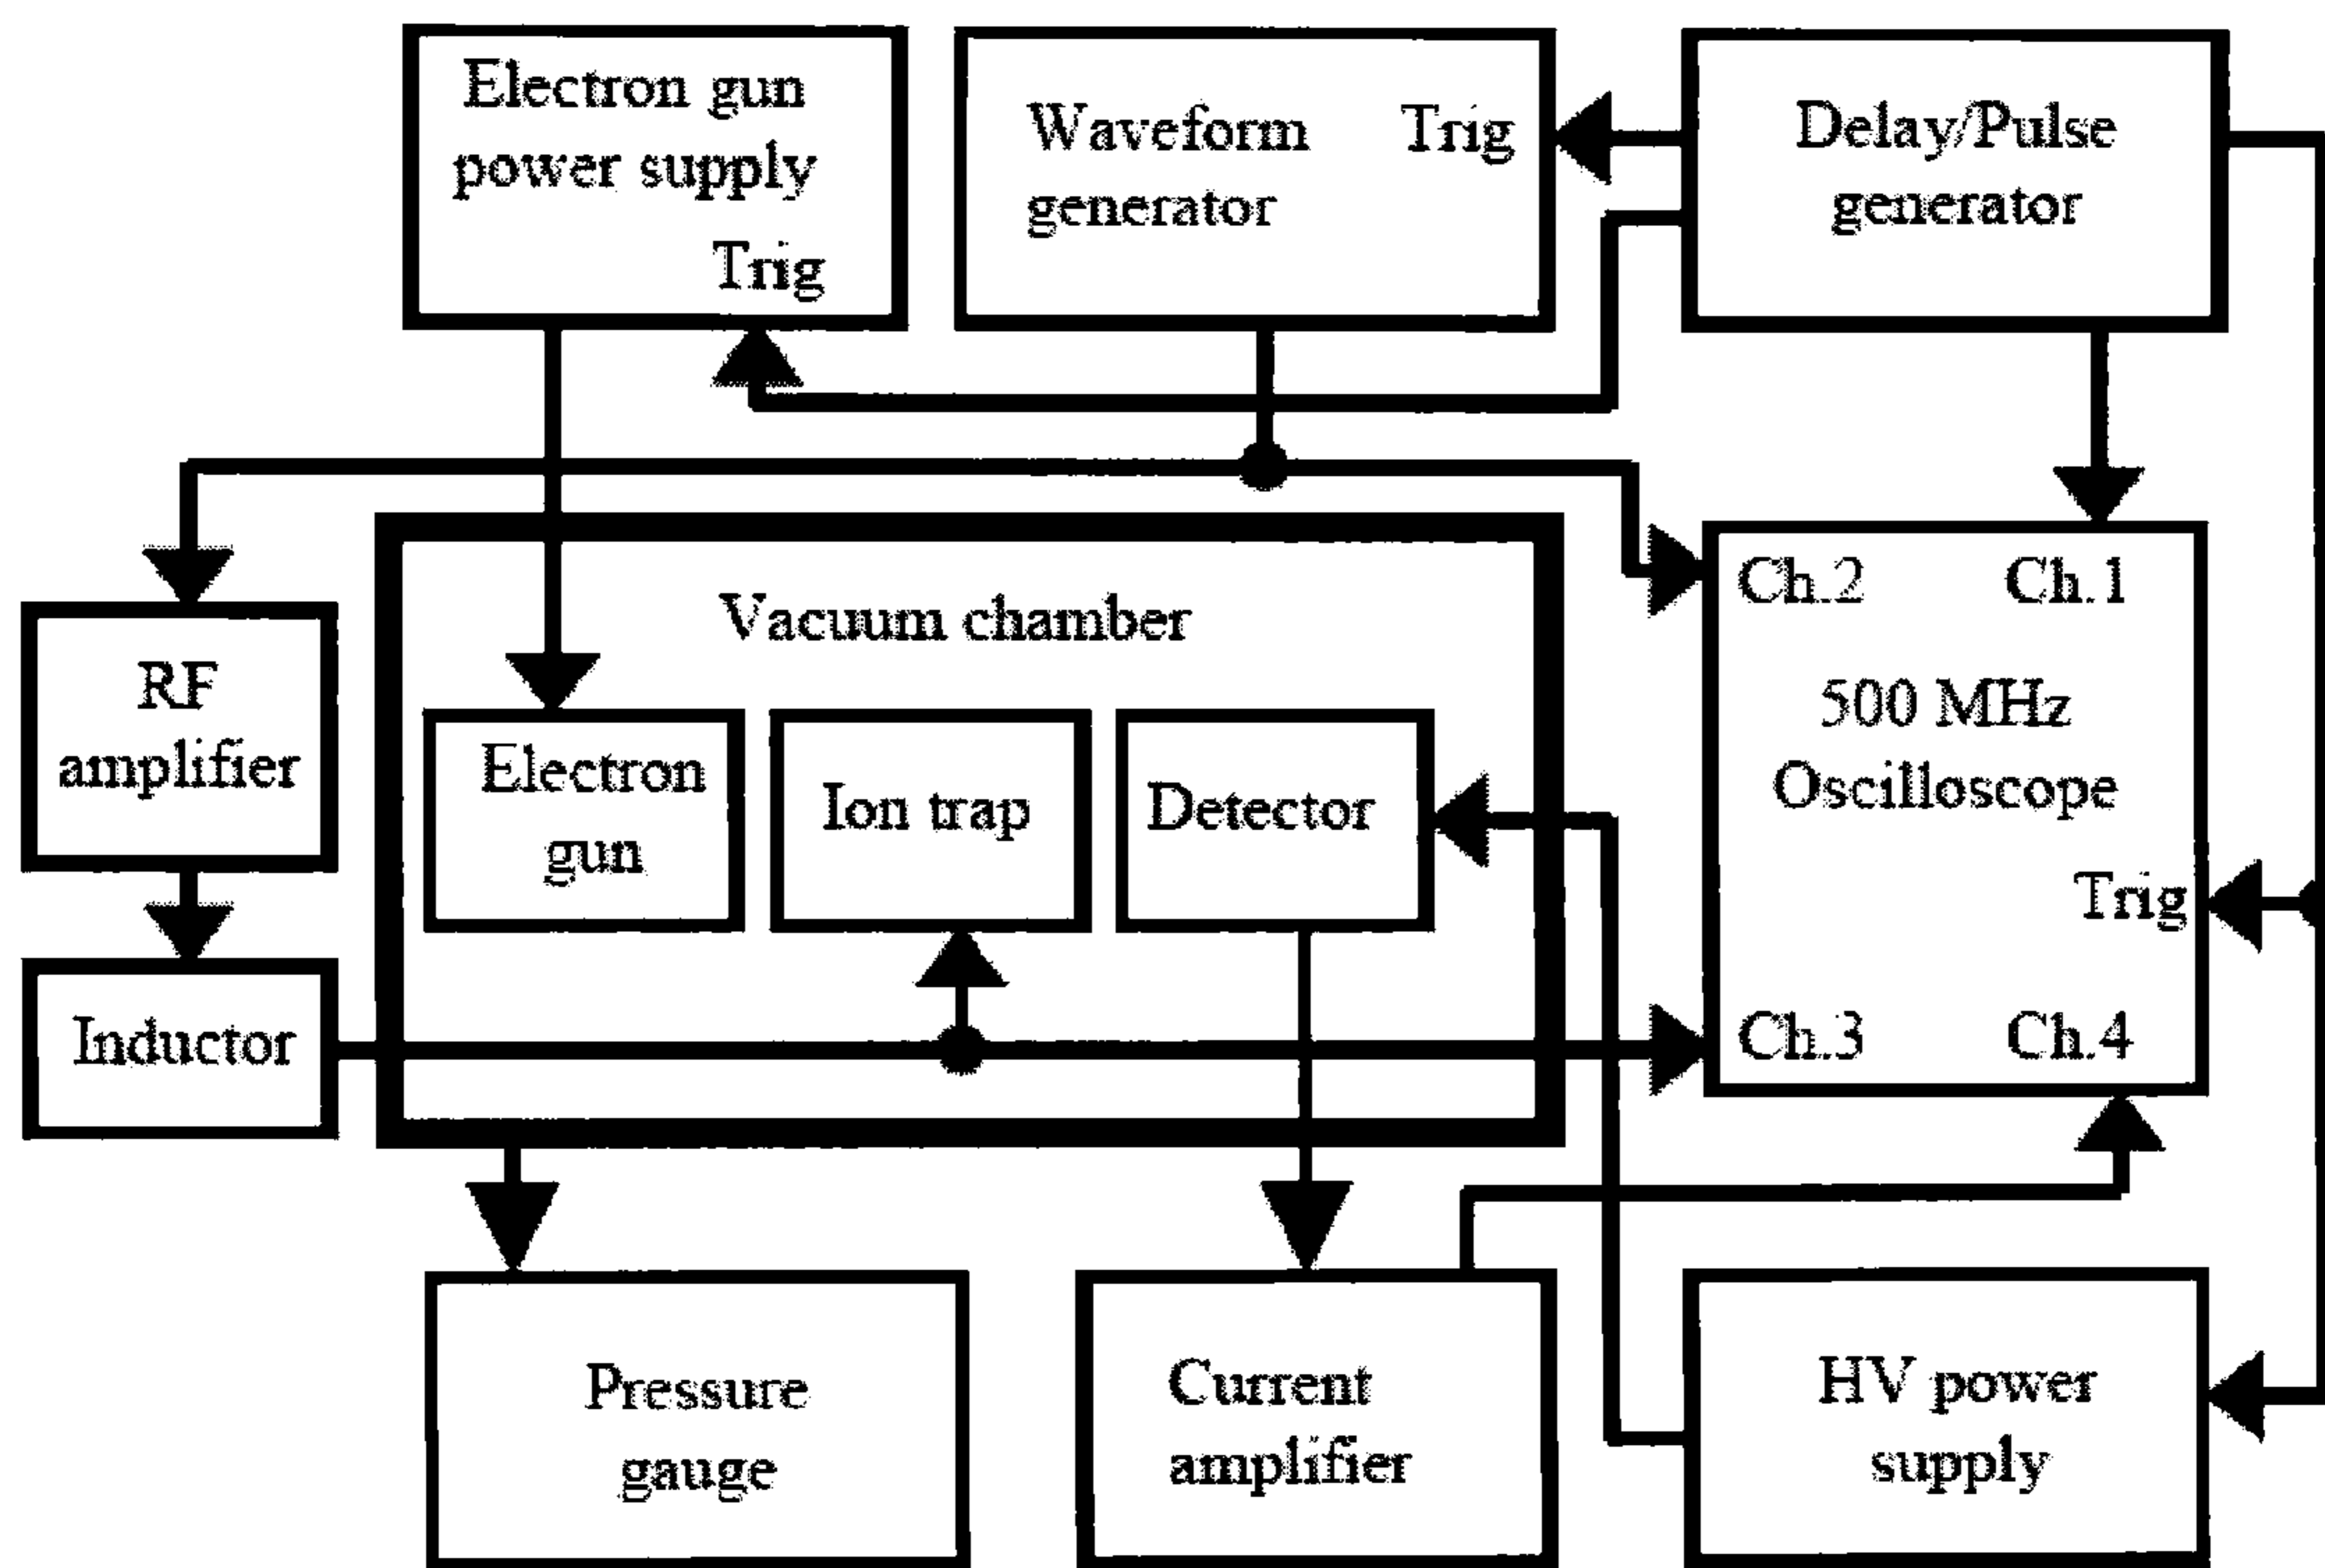 Electron gun
power supply
Trig
Waveform
generator
Trig
Delay/Pulse
generator
RF
amplifier
Inductor
Vacuum chamber
Electron
gun
Ion trap
Detector
Ch.2
Ch.1
500 MHz
Oscilloscope
Trig
Ch.3
Ch.4
Pressure
gauge
Current
amplifier
HV power
supply